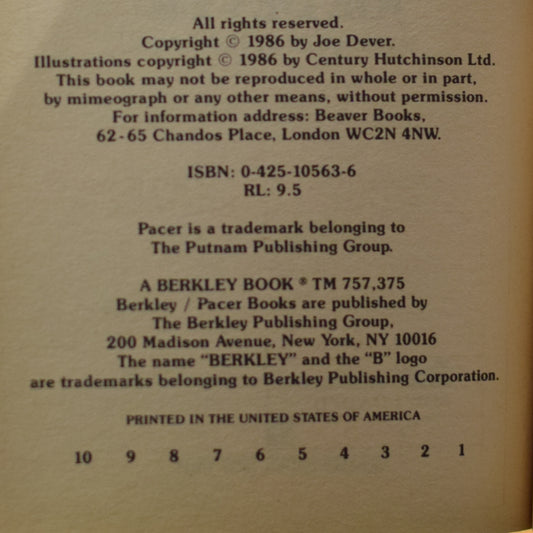 All rights reserved.
Copyright © 1986 by Joe Dever.
Illustrations copyright © 1986 by Century Hutchinson Ltd.
This book may not be reproduced in whole or in part,
by mimeograph or any other means, without permission.
For information address: Beaver Books,
62-65 Chandos Place, London WC2N 4NW.
ISBN: 0-425-10563-6
RL: 9.5
Pacer is a trademark belonging to
The Putnam Publishing Group.
A BERKLEY BOOK ® TM 757,375
Berkley / Pacer Books are published by
The Berkley Publishing Group,
200 Madison Avenue, New York, NY 10016
The name “BERKLEY” and the “B” logo
are trademarks belonging to Berkley Publishing Corporation.
PRINTED IN THE UNITED STATES OF AMERICA
10 9 8 7 6 5 4 3 2 1